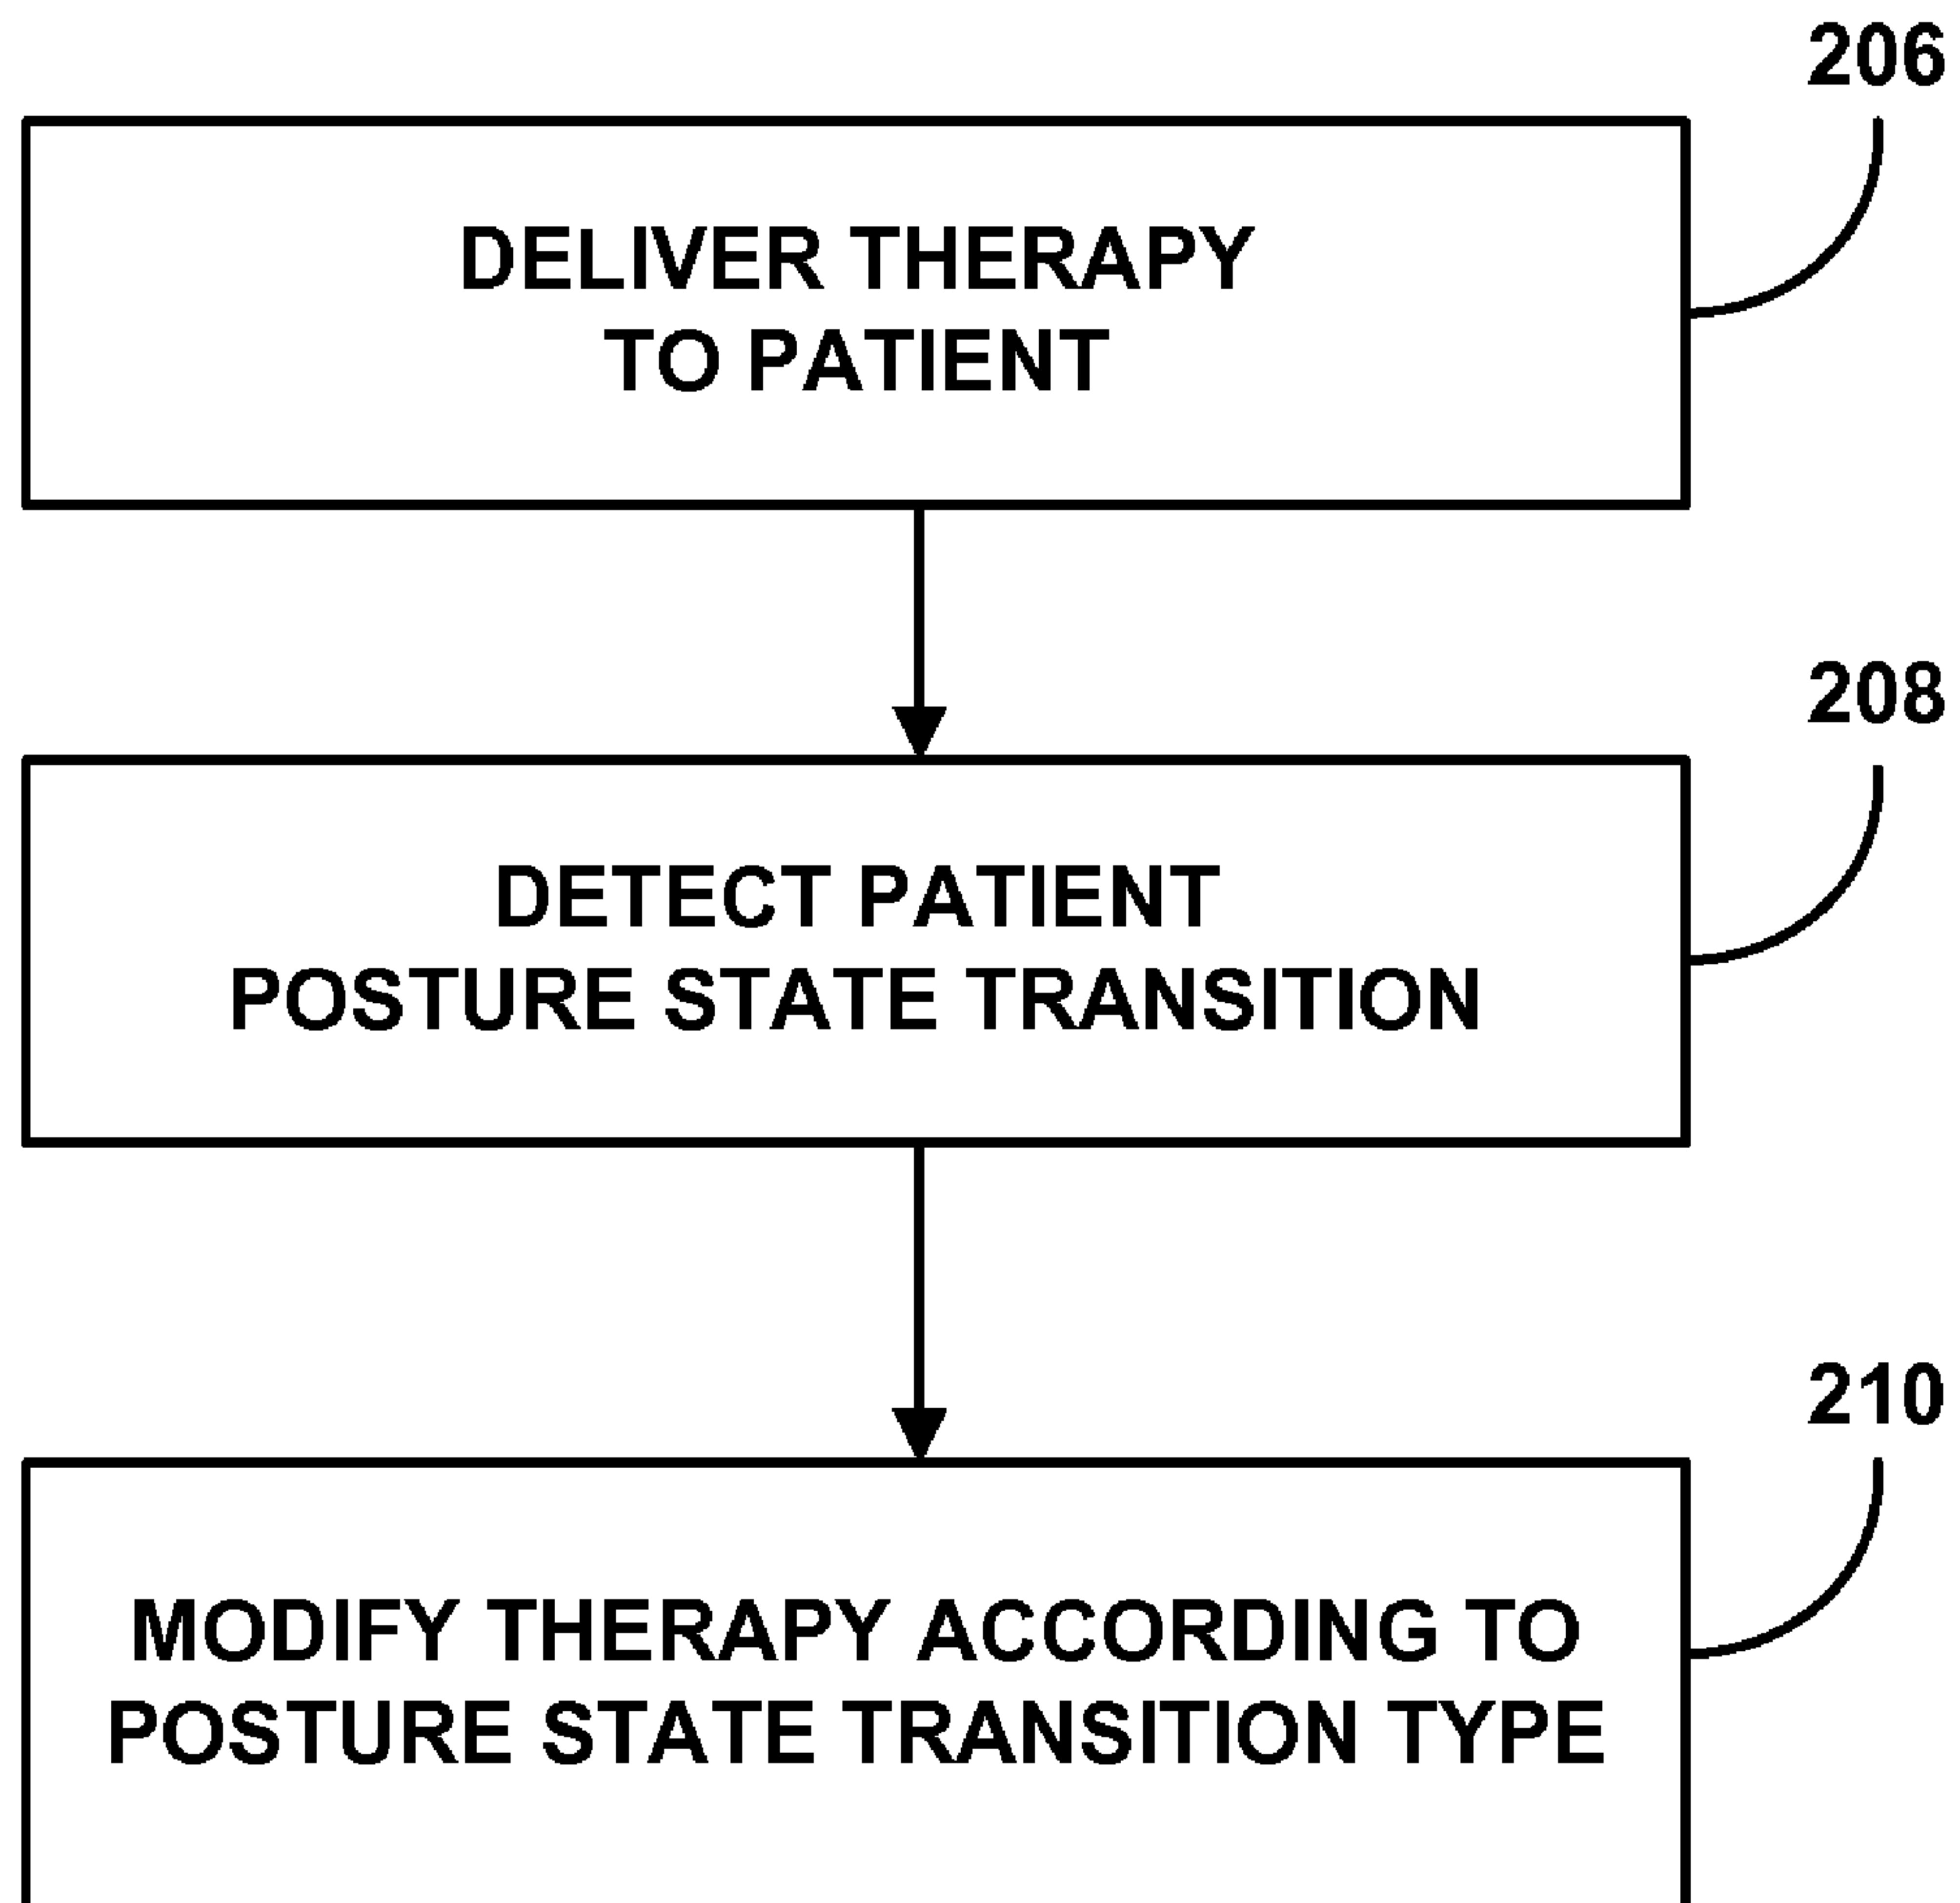 206
DELIVER THERAPY
TO PATIENT
208
DETECT PATIENT
POSTURE STATE TRANSITION
210
MODIFY THERAPY ACCORDING TO
POSTURE STATE TRANSITION TYPE